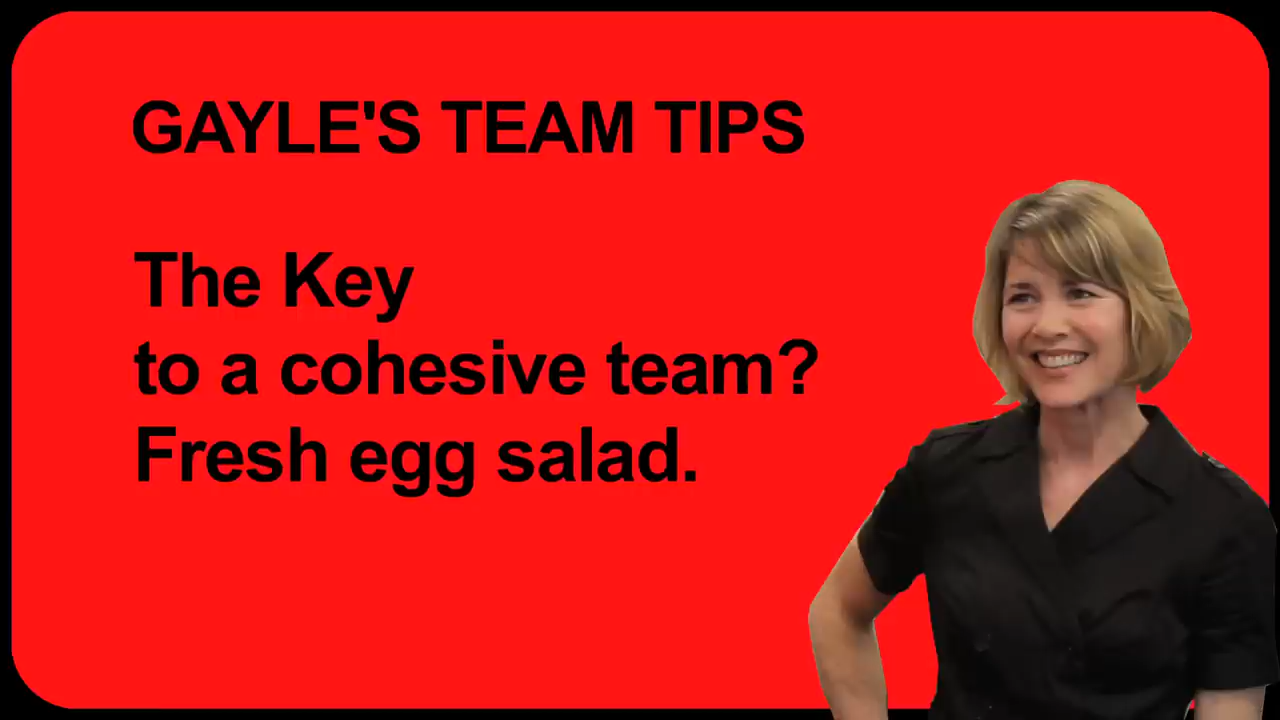 GAYLE'S TEAM TIPS
The Key
to a cohesive team?
Fresh egg salad.